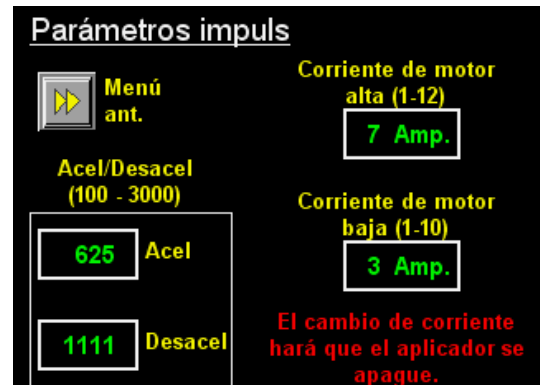 Parámetros impuls
Menú
ant.
Acel/Desacel
(100 - 3000)
625 Acel
1111 Desacel
Corriente de motor
alta (1-12)
7 Amp.
Corriente de motor
baja (1-10)
3 Amp.
El cambio de corriente
hará que el aplicador se
apague.